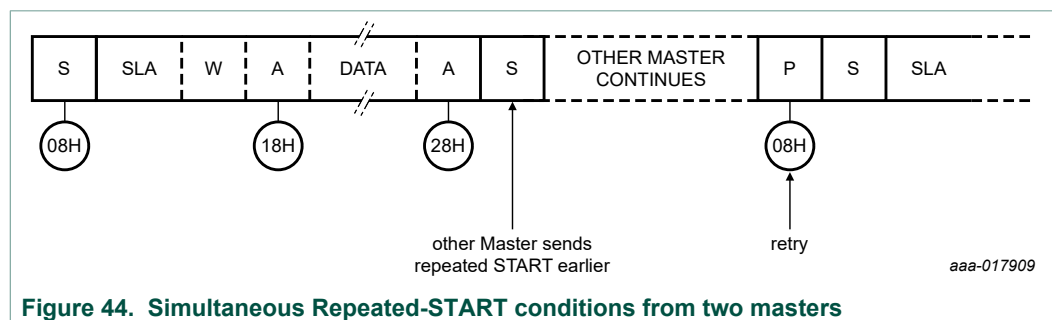 S SLA W A DATA A S OTHER MASTER
CONTINUES P S SLA
08H 18H 28H 08H
other Master sends
repeated START earlier
retry
aaa-017909
Figure 44. Simultaneous Repeated-START conditions from two masters